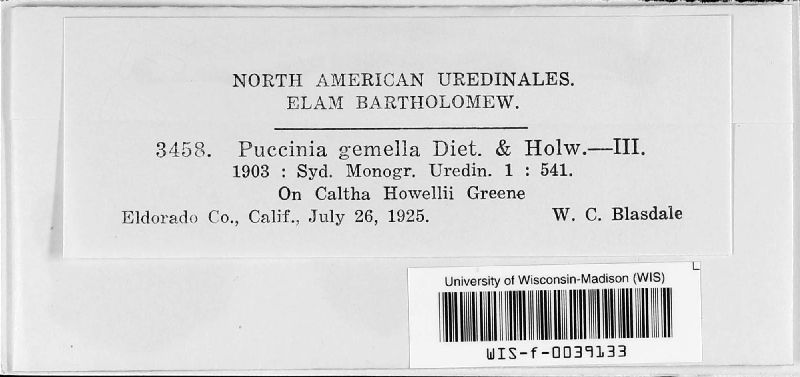 NORTH AMERICAN UREDINALES.
ELAM BARTHOLOMEW.
3458. Puccinia gemella Diet. & Holw.—III.
1903 : Syd. Monogr. Uredin. 1 : 541.
On Caltha Howellii Greene
Eldorado Co., Calif., July 26, 1925. W. C. Blasdale
University of Wisconsin-Madison (WIS)
WIS-f-0039133